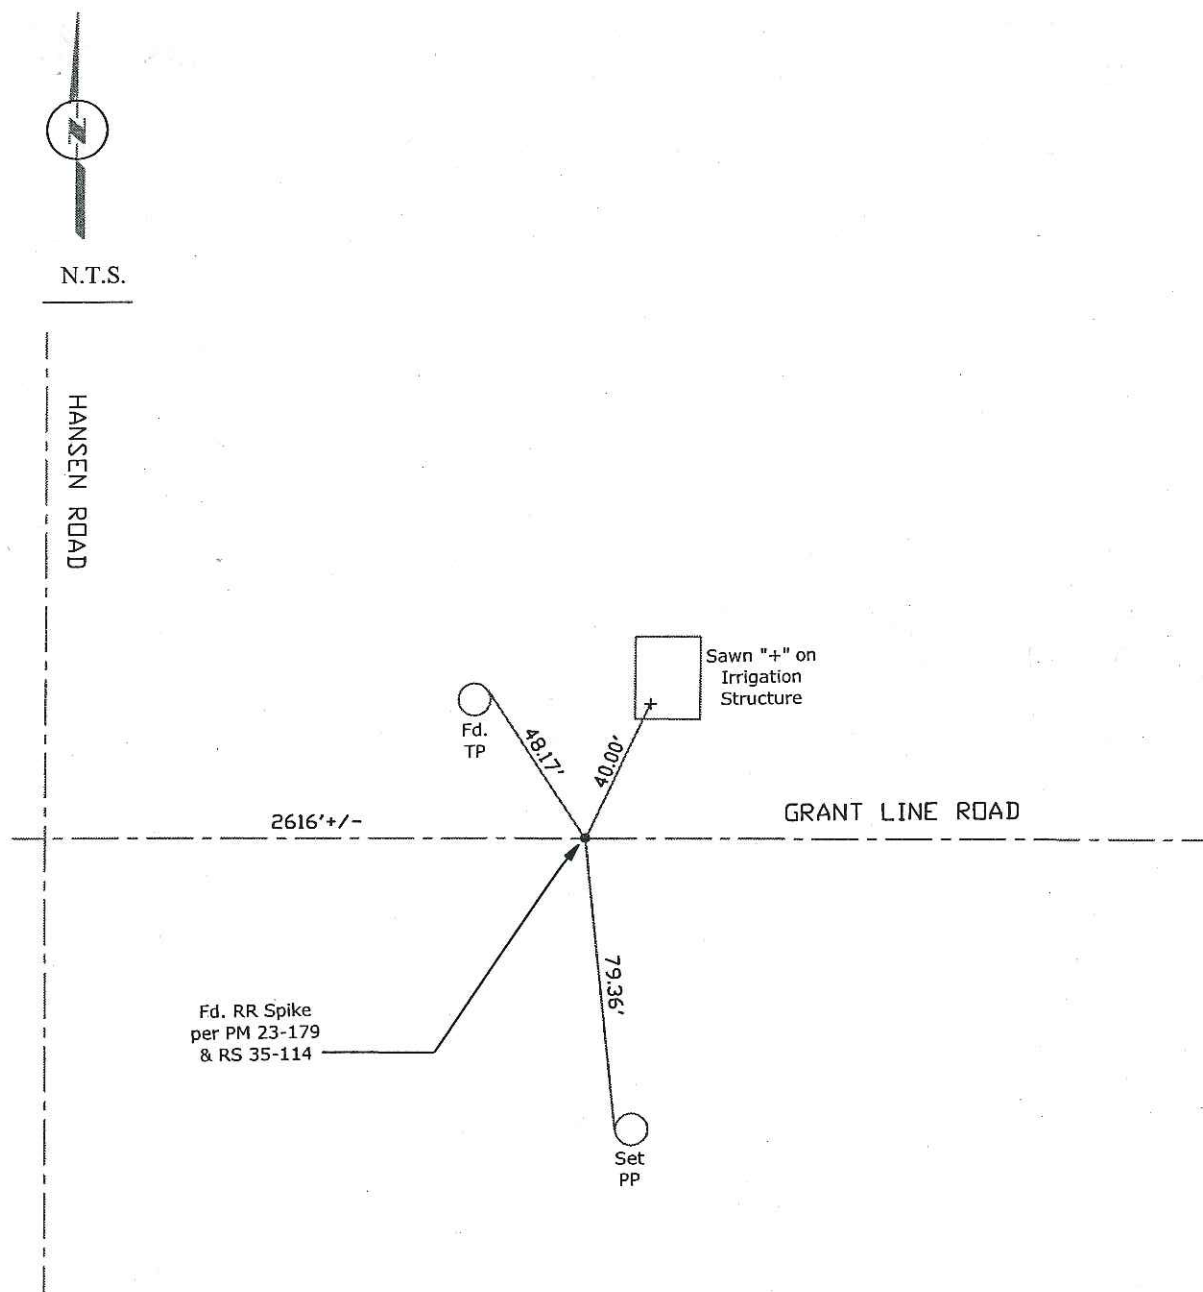 N
N.T.S.
HANSEN ROAD
Sawn "+" on
Irrigation
Structure
Fd.
TP
48.17'
40.00'
2616'+/-
GRANT LINE ROAD
79.36'
Fd. RR Spike
per PM 23-179
& RS 35-114
Set
PP